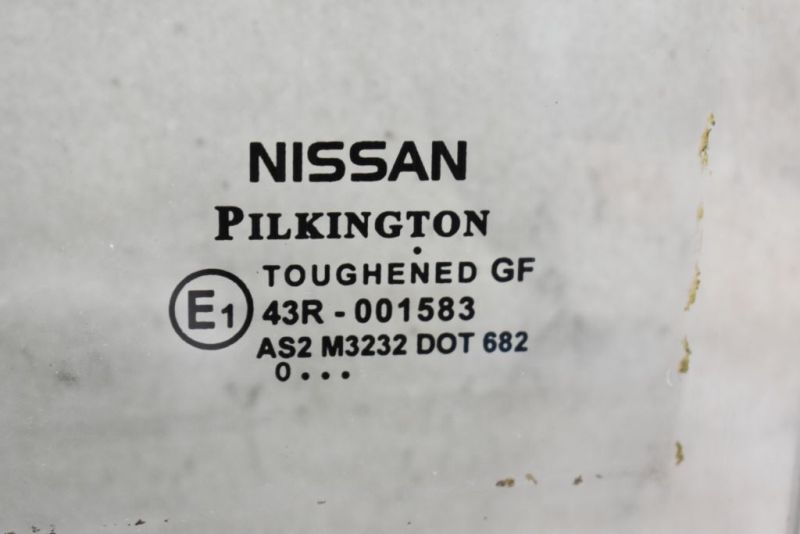 NISSAN
PILKINGTON
TOUGHENED GF
E1 43R - 001583
AS2 M3232 DOT 682
0...